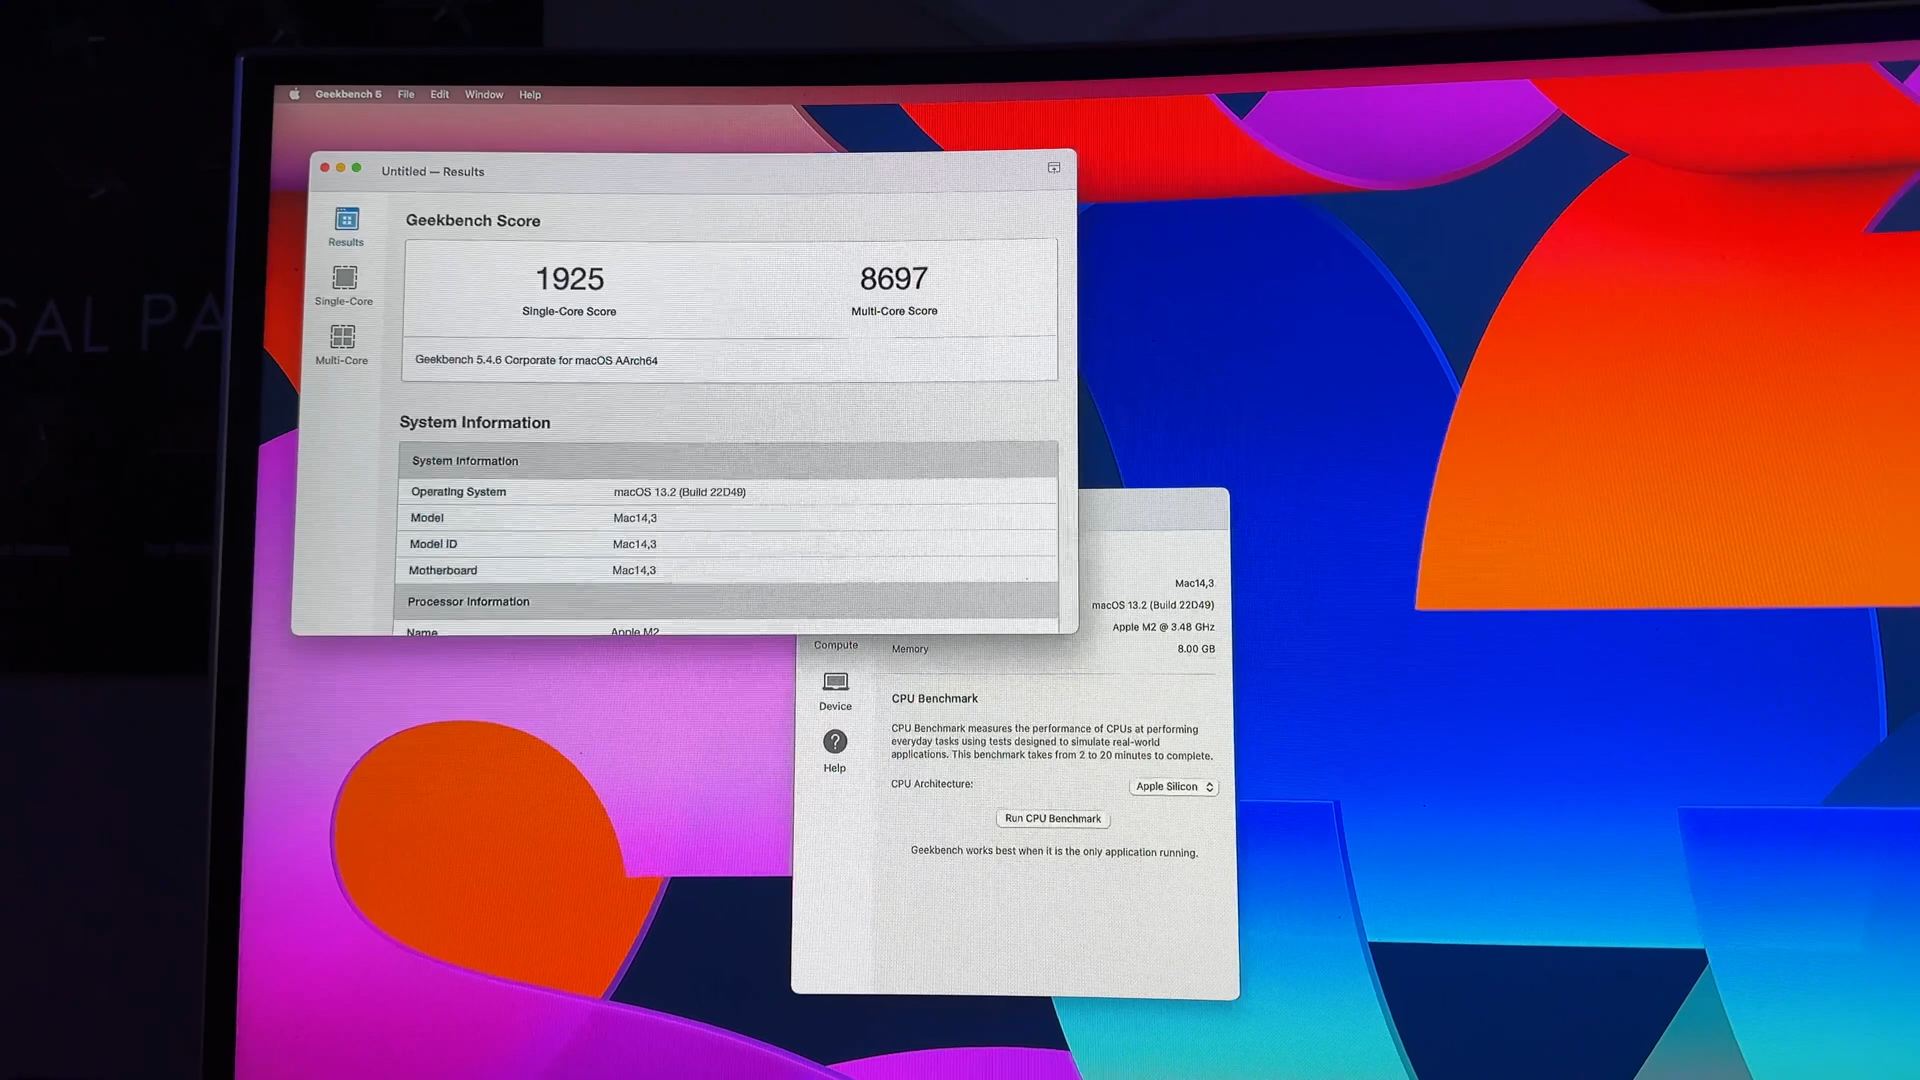 SAL PA
Geekbench 5 File Edit Window Help
Untitled — Results
Results
Single-Core
Multi-Core
Geekbench Score
1925 8697
Single-Core Score Multi-Core Score
Geekbench 5.4.6 Corporate for macOS AArch64
System Information
System Information
Operating System macOS 13.2 (Build 22D49)
Model Mac14,3
Model ID Mac14,3
Motherboard Mac14,3
Processor Information
Name Apple M2
Mac14,3
macOS 13.2 (Build 22D49)
Apple M2 @ 3.48 GHz
Memory 8.00 GB
Compute
Device
Help
CPU Benchmark
CPU Benchmark measures the performance of CPUs at performing
everyday tasks using tests designed to simulate real-world
applications. This benchmark takes from 2 to 20 minutes to complete.
CPU Architecture: Apple Silicon
Run CPU Benchmark
Geekbench works best when it is the only application running.